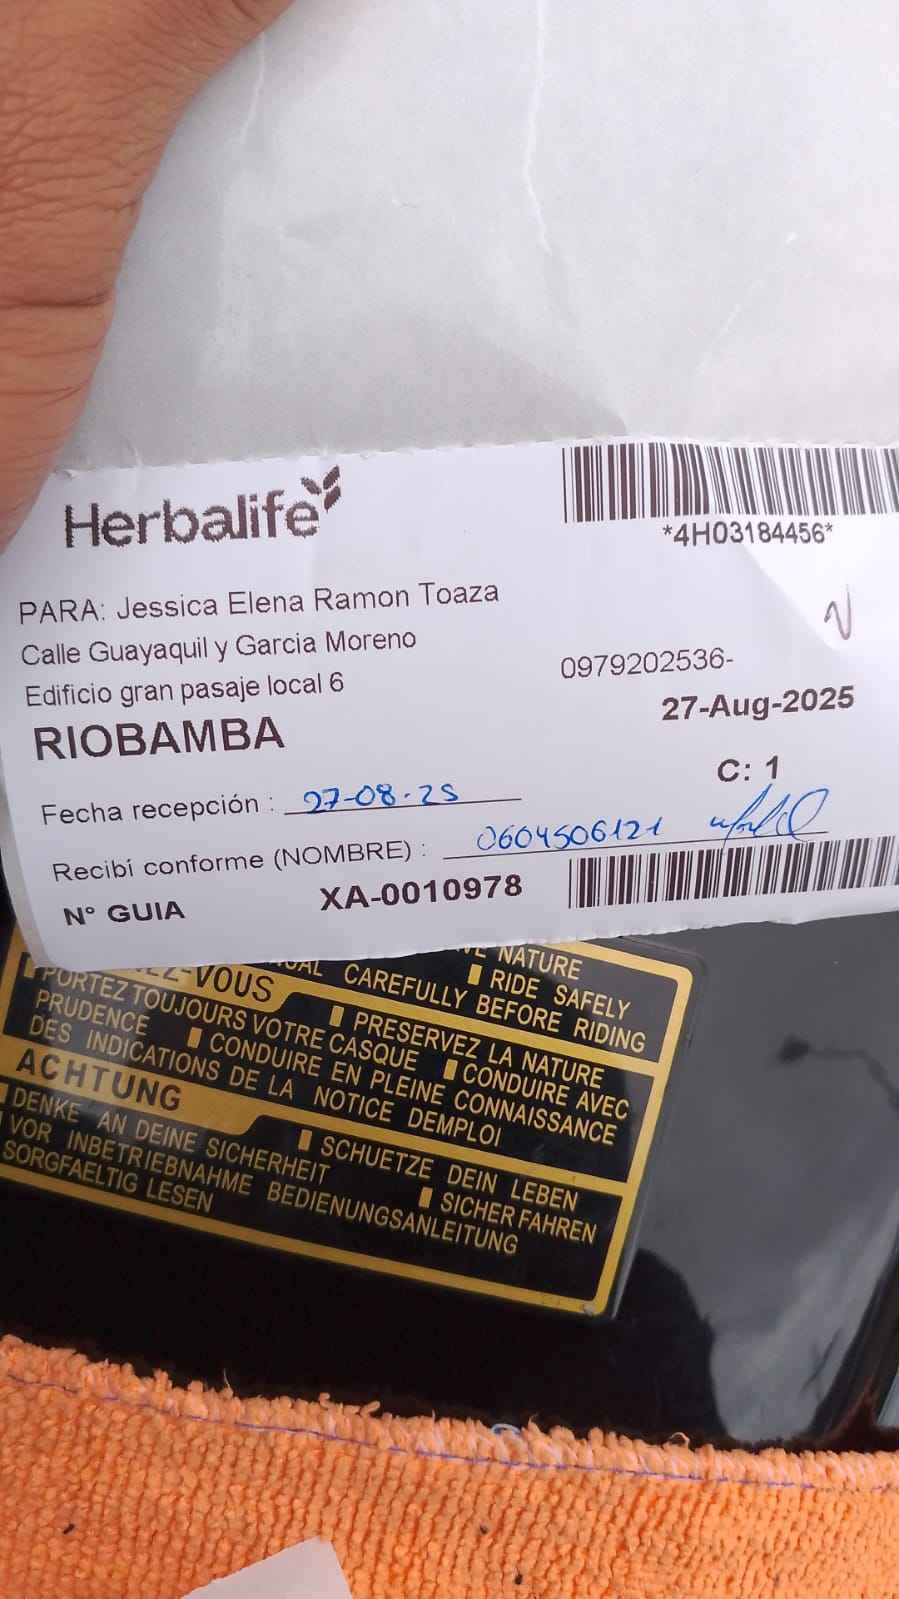 Herbalife
*4H03184456*
PARA: Jessica Elena Ramon Toaza
Calle Guayaquil y Garcia Moreno
Edificio gran pasaje local 6
0979202536-
RIOBAMBA
27-Aug-2025
C: 1
Fecha recepción : 27-08-25
Recibí conforme (NOMBRE) : 0604506121
N° GUIA XA-0010978
NATURE
RIDE SAFELY
CAREFULLY BEFORE RIDING
-VOUS
PORTEZ TOUJOURS VOTRE CASQUE
PRESERVEZ LA NATURE
PRUDENCE
CONDUIRE EN PLEINE CONNAISSANCE
CONDUIRE AVEC
DES INDICATIONS DE LA NOTICE DEMPLOI
ACHTUNG
DENKE AN DEINE SICHERHEIT
SCHUETZE DEIN LEBEN
VOR INBETRIEBNAHME BEDIENUNGSANLEITUNG
SICHER FAHREN
SORGFAELTIG LESEN